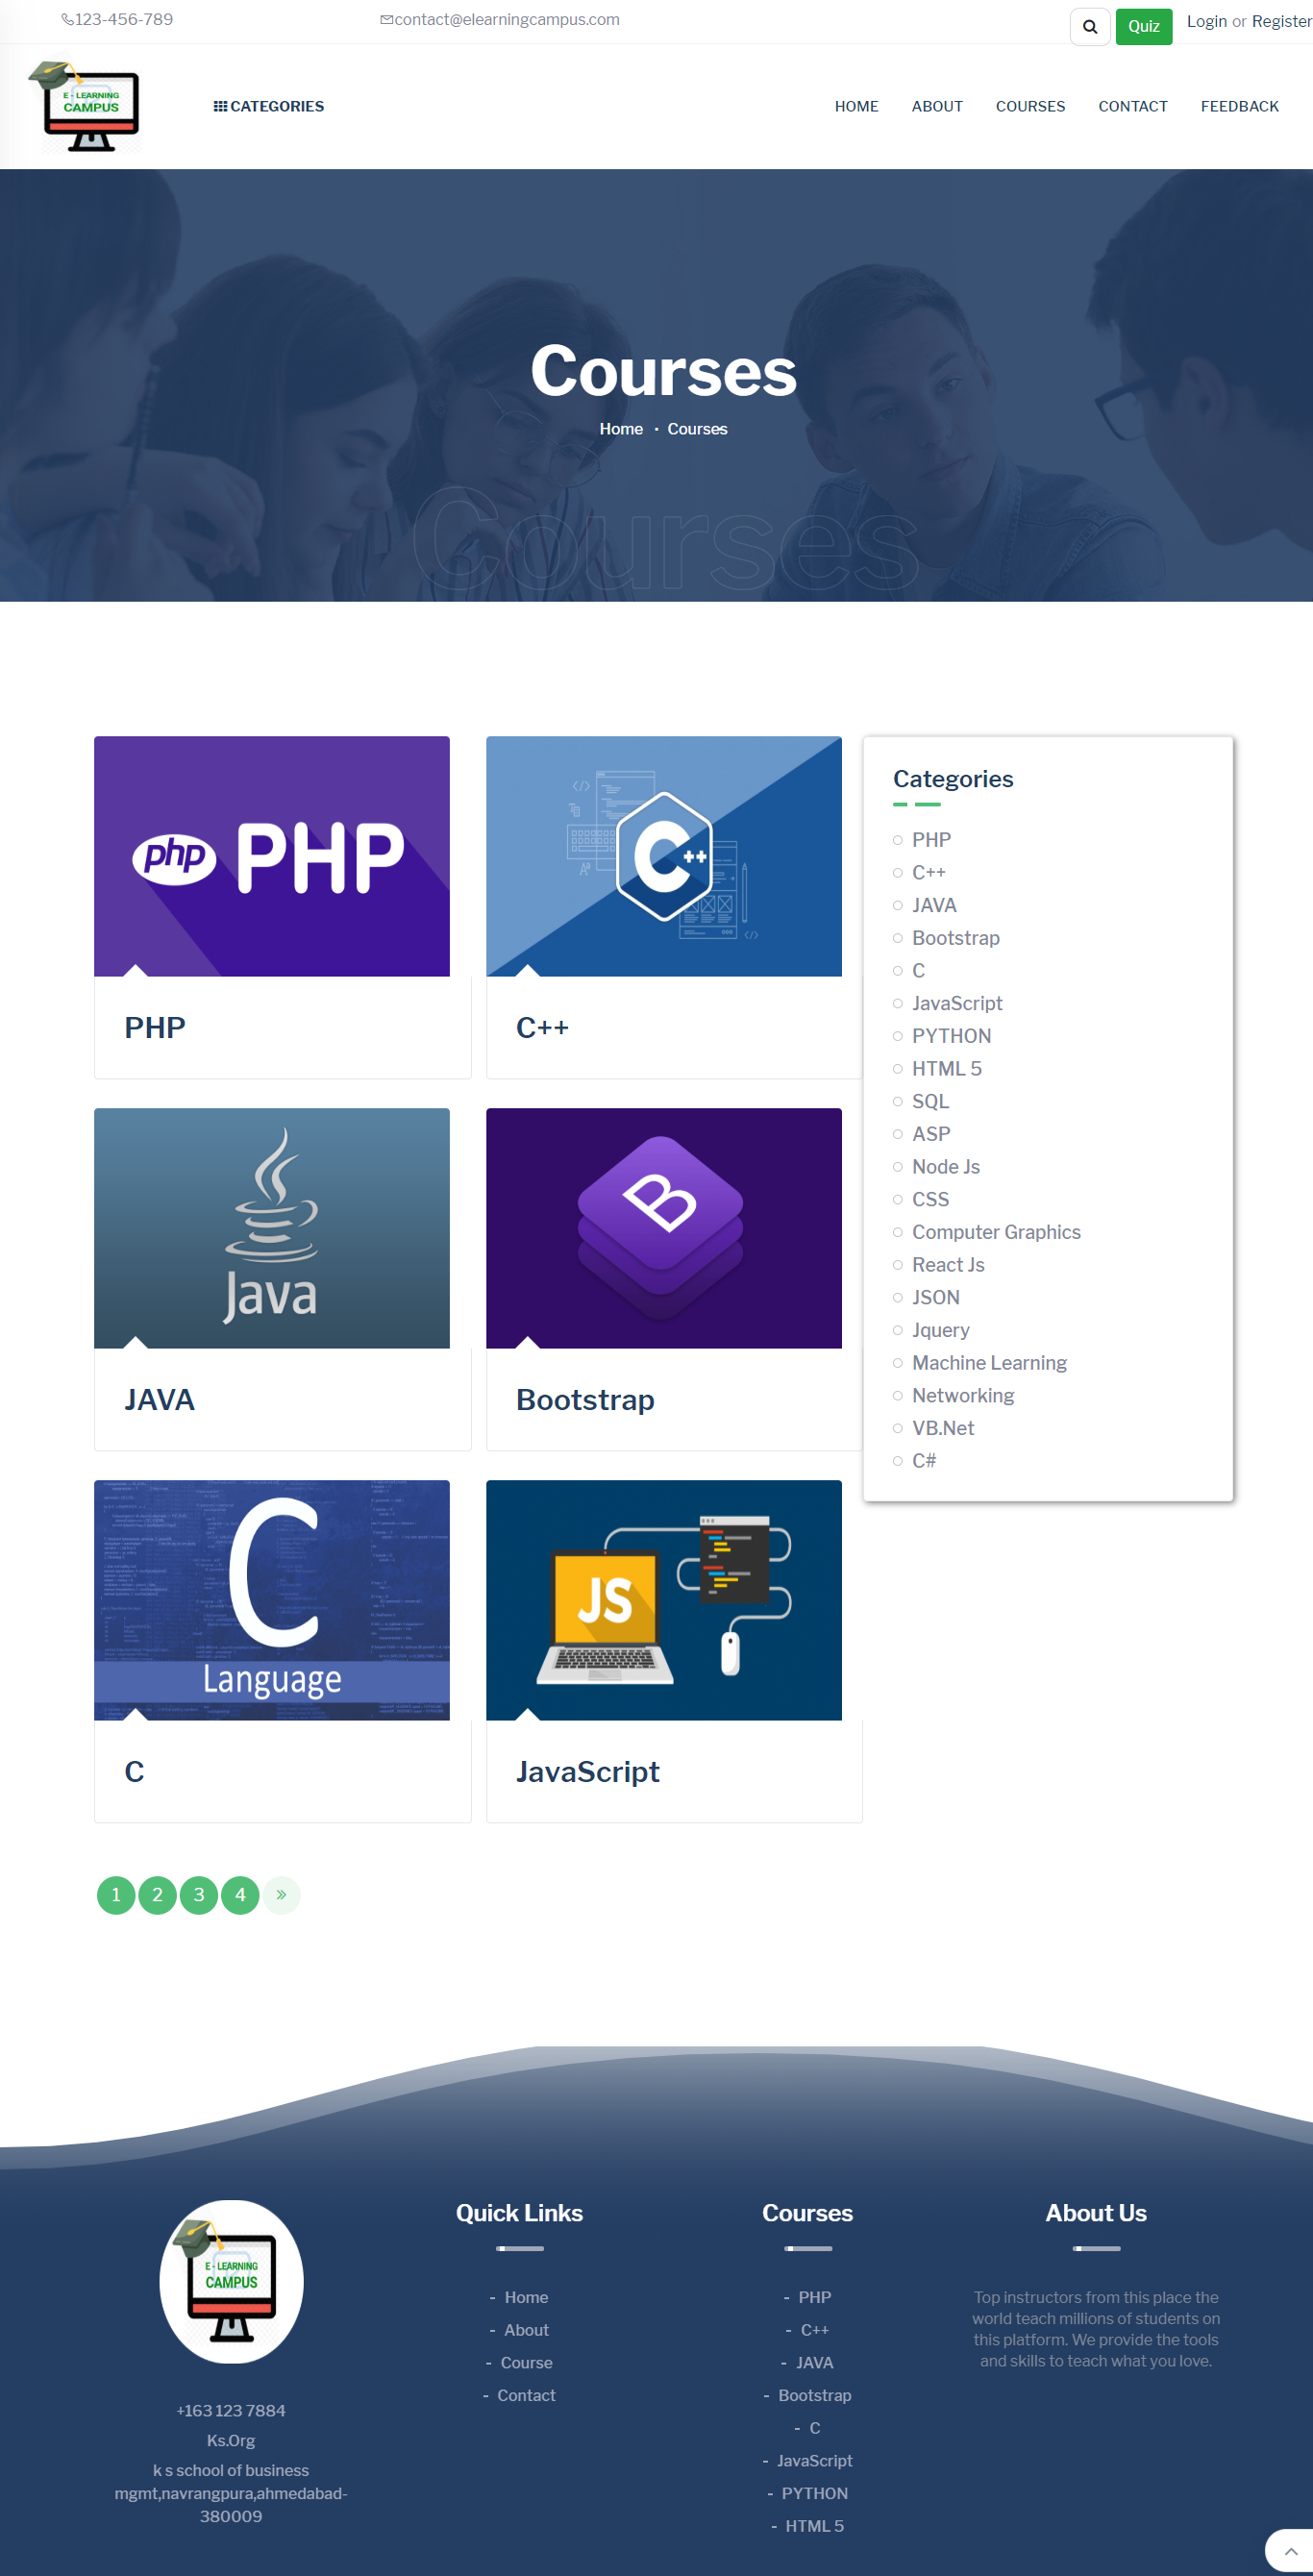 123-456-789
contact@elearningcampus.com
Quiz
Login or Register
E - LEARNING
CAMPUS
CATEGORIES
HOME
ABOUT
COURSES
CONTACT
FEEDBACK
Courses
Home • Courses
Courses
php PHP
PHP
C++
C++
Java
JAVA
B
Bootstrap
C
Language
C
JS
JavaScript
Categories
PHP
C++
JAVA
Bootstrap
C
JavaScript
PYTHON
HTML 5
SQL
ASP
Node Js
CSS
Computer Graphics
React Js
JSON
Jquery
Machine Learning
Networking
VB.Net
C#
1 2 3 4 »
E - LEARNING
CAMPUS
+163 123 7884
Ks.Org
k s school of business
mgmt,navrangpura,ahmedabad-
380009
Quick Links
- Home
- About
- Course
- Contact
Courses
- PHP
- C++
- JAVA
- Bootstrap
- C
- JavaScript
- PYTHON
- HTML 5
About Us
Top instructors from this place the
world teach millions of students on
this platform. We provide the tools
and skills to teach what you love.